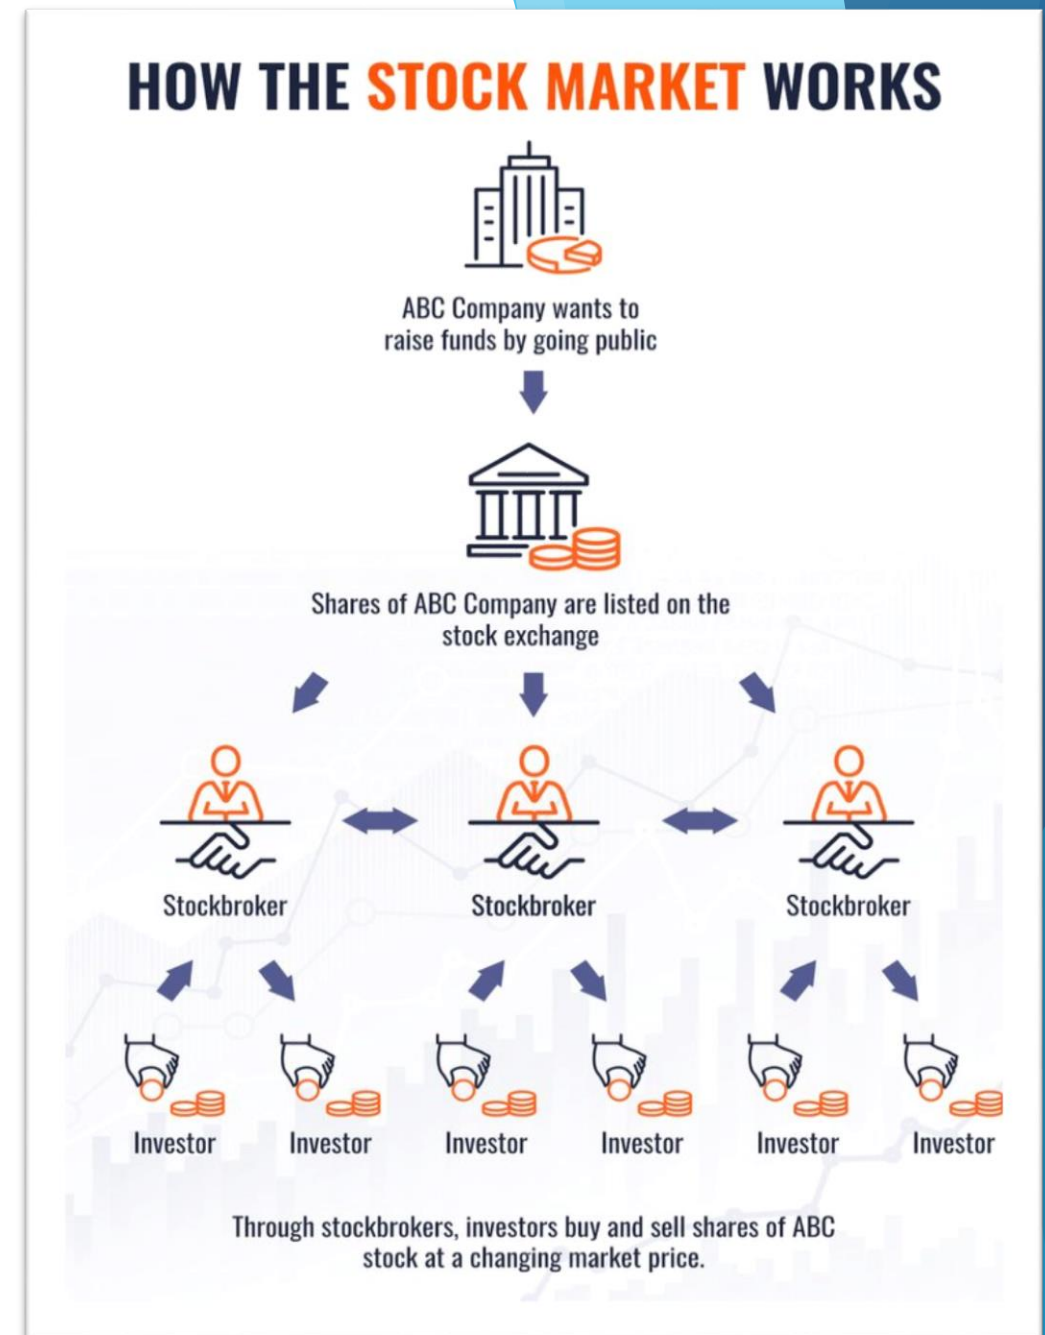 HOW THE STOCK MARKET WORKS
ABC Company wants to
raise funds by going public
Shares of ABC Company are listed on the
stock exchange
Stockbroker
Stockbroker
Stockbroker
Investor
Investor
Investor
Investor
Investor
Investor
Through stockbrokers, investors buy and sell shares of ABC
stock at a changing market price.